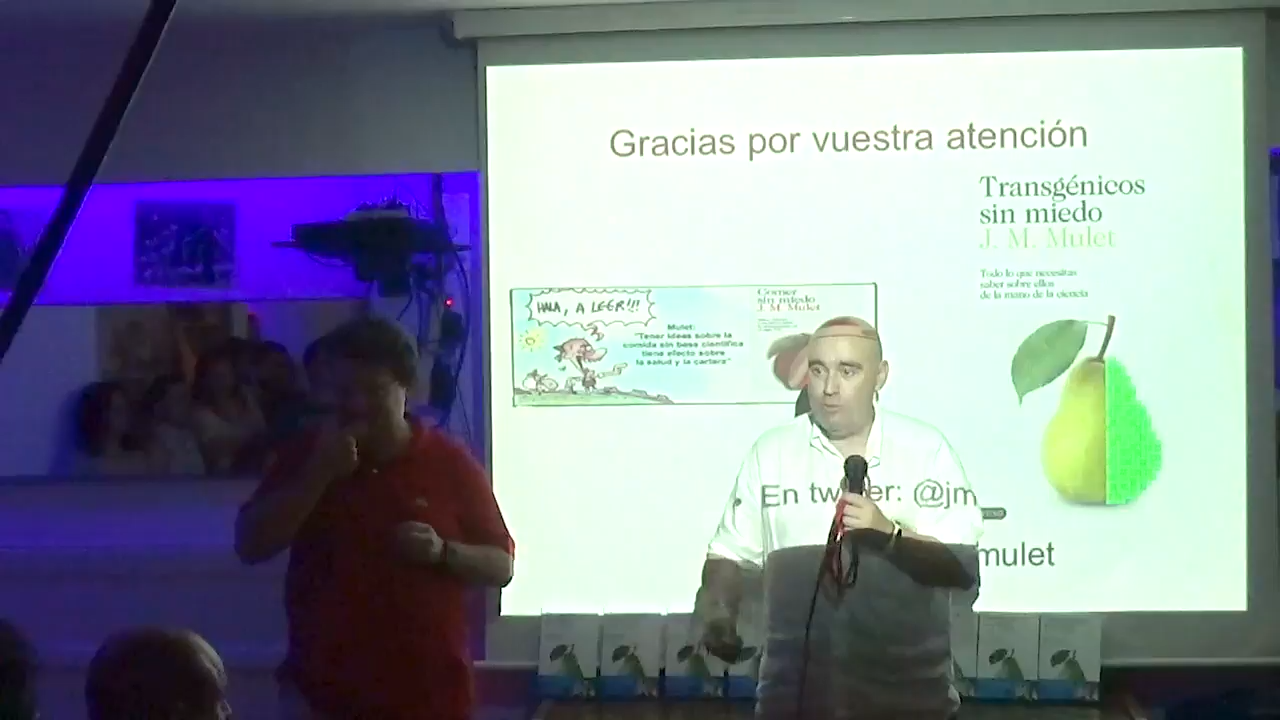 Gracias por vuestra atención
Transgénicos
sin miedo
J. M. Mulet
Todo lo que necesitas
saber sobre ellos
de la mano de la ciencia
HALA, A LEER!!!
Comer
sin miedo
J. M. Mulet
Mulet:
"Tener ideas sobre la
comida sin base científica
tiene efecto sobre
la salud y la cartera"
• En tw er: @jm
mulet